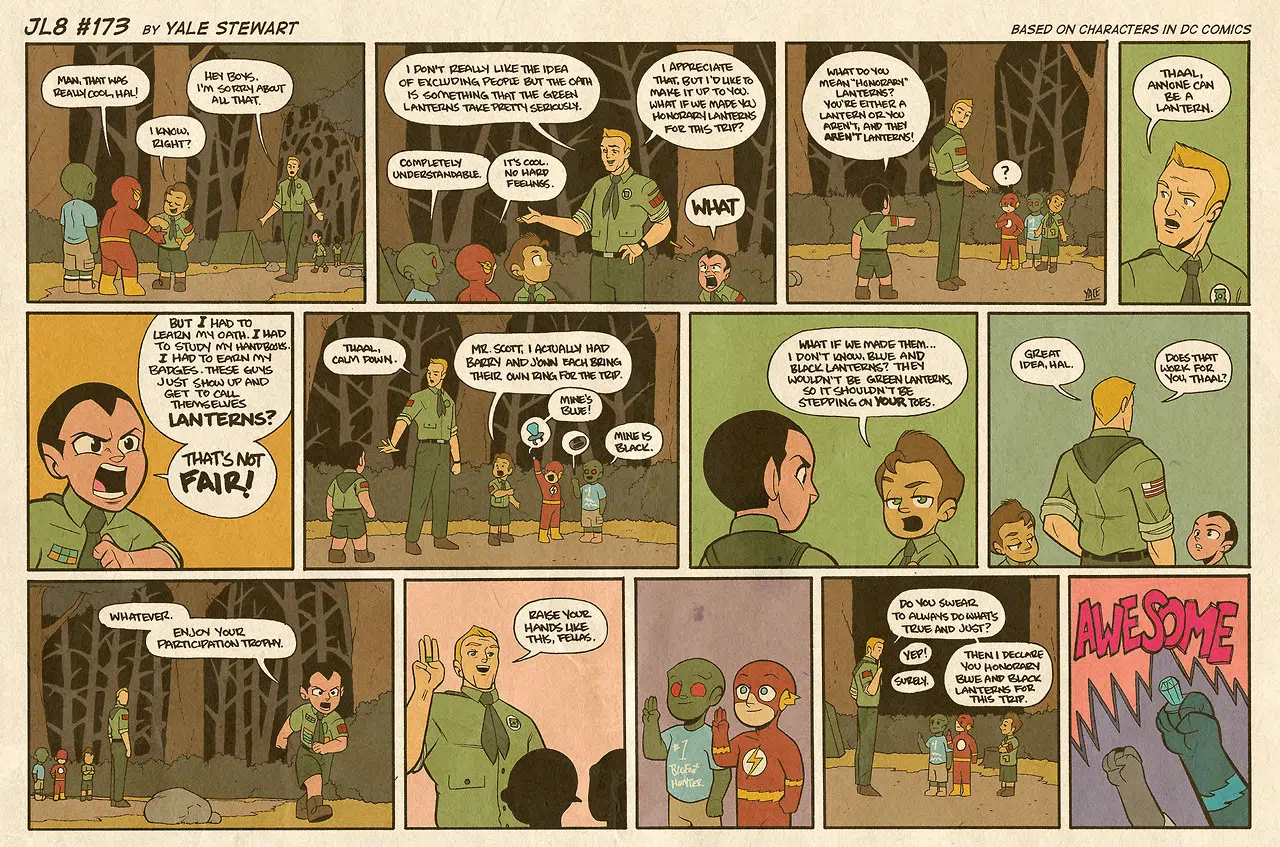 JL8 #173 BY YALE STEWART
BASED ON CHARACTERS IN DC COMICS
MAN, THAT WAS
REALLY COOL, HAL!
I KNOW,
RIGHT?
HEY BOYS.
I'M SORRY ABOUT
ALL THAT.
I DON'T REALLY LIKE THE IDEA
OF EXCLUDING PEOPLE BUT THE OATH
IS SOMETHING THAT THE GREEN
LANTERNS TAKE PRETTY SERIOUSLY.
COMPLETELY
UNDERSTANDABLE.
IT'S COOL.
NO HARD
FEELINGS.
I APPRECIATE
THAT, BUT I'D LIKE TO
MAKE IT UP TO YOU.
WHAT IF WE MADE YOU
HONORARY LANTERNS
FOR THIS TRIP?
WHAT
WHAT DO YOU
MEAN "HONORARY"
LANTERNS?
YOU'RE EITHER A
LANTERN OR YOU
AREN'T, AND THEY
AREN'T LANTERNS!
?
YALE
THAAL,
ANYONE CAN
BE A
LANTERN.
BUT I HAD TO
LEARN MY OATH. I HAD
TO STUDY MY HANDBOOKS.
I HAD TO EARN MY
BADGES. THESE GUYS
JUST SHOW UP AND
GET TO CALL
THEMSELVES
LANTERNS?
THAT'S NOT
FAIR!
THAAL,
CALM DOWN.
MR. SCOTT, I ACTUALLY HAD
BARRY AND J'ONN EACH BRING
THEIR OWN RING FOR THE TRIP.
MINE'S
BLUE!
MINE IS
BLACK.
WHAT IF WE MADE THEM...
I DON'T KNOW, BLUE AND
BLACK LANTERNS? THEY
WOULDN'T BE GREEN LANTERNS,
SO IT SHOULDN'T BE
STEPPING ON YOUR TOES.
GREAT
IDEA, HAL.
DOES THAT
WORK FOR
YOU, THAAL?
WHATEVER.
ENJOY YOUR
PARTICIPATION TROPHY.
RAISE YOUR
HANDS LIKE
THIS, FELLAS.
#1
BIGFOOT
HUNTER
DO YOU SWEAR
TO ALWAYS DO WHAT'S
TRUE AND JUST?
YEP!
SURELY.
THEN I DECLARE
YOU HONORARY
BLUE AND BLACK
LANTERNS FOR
THIS TRIP.
AWESOME